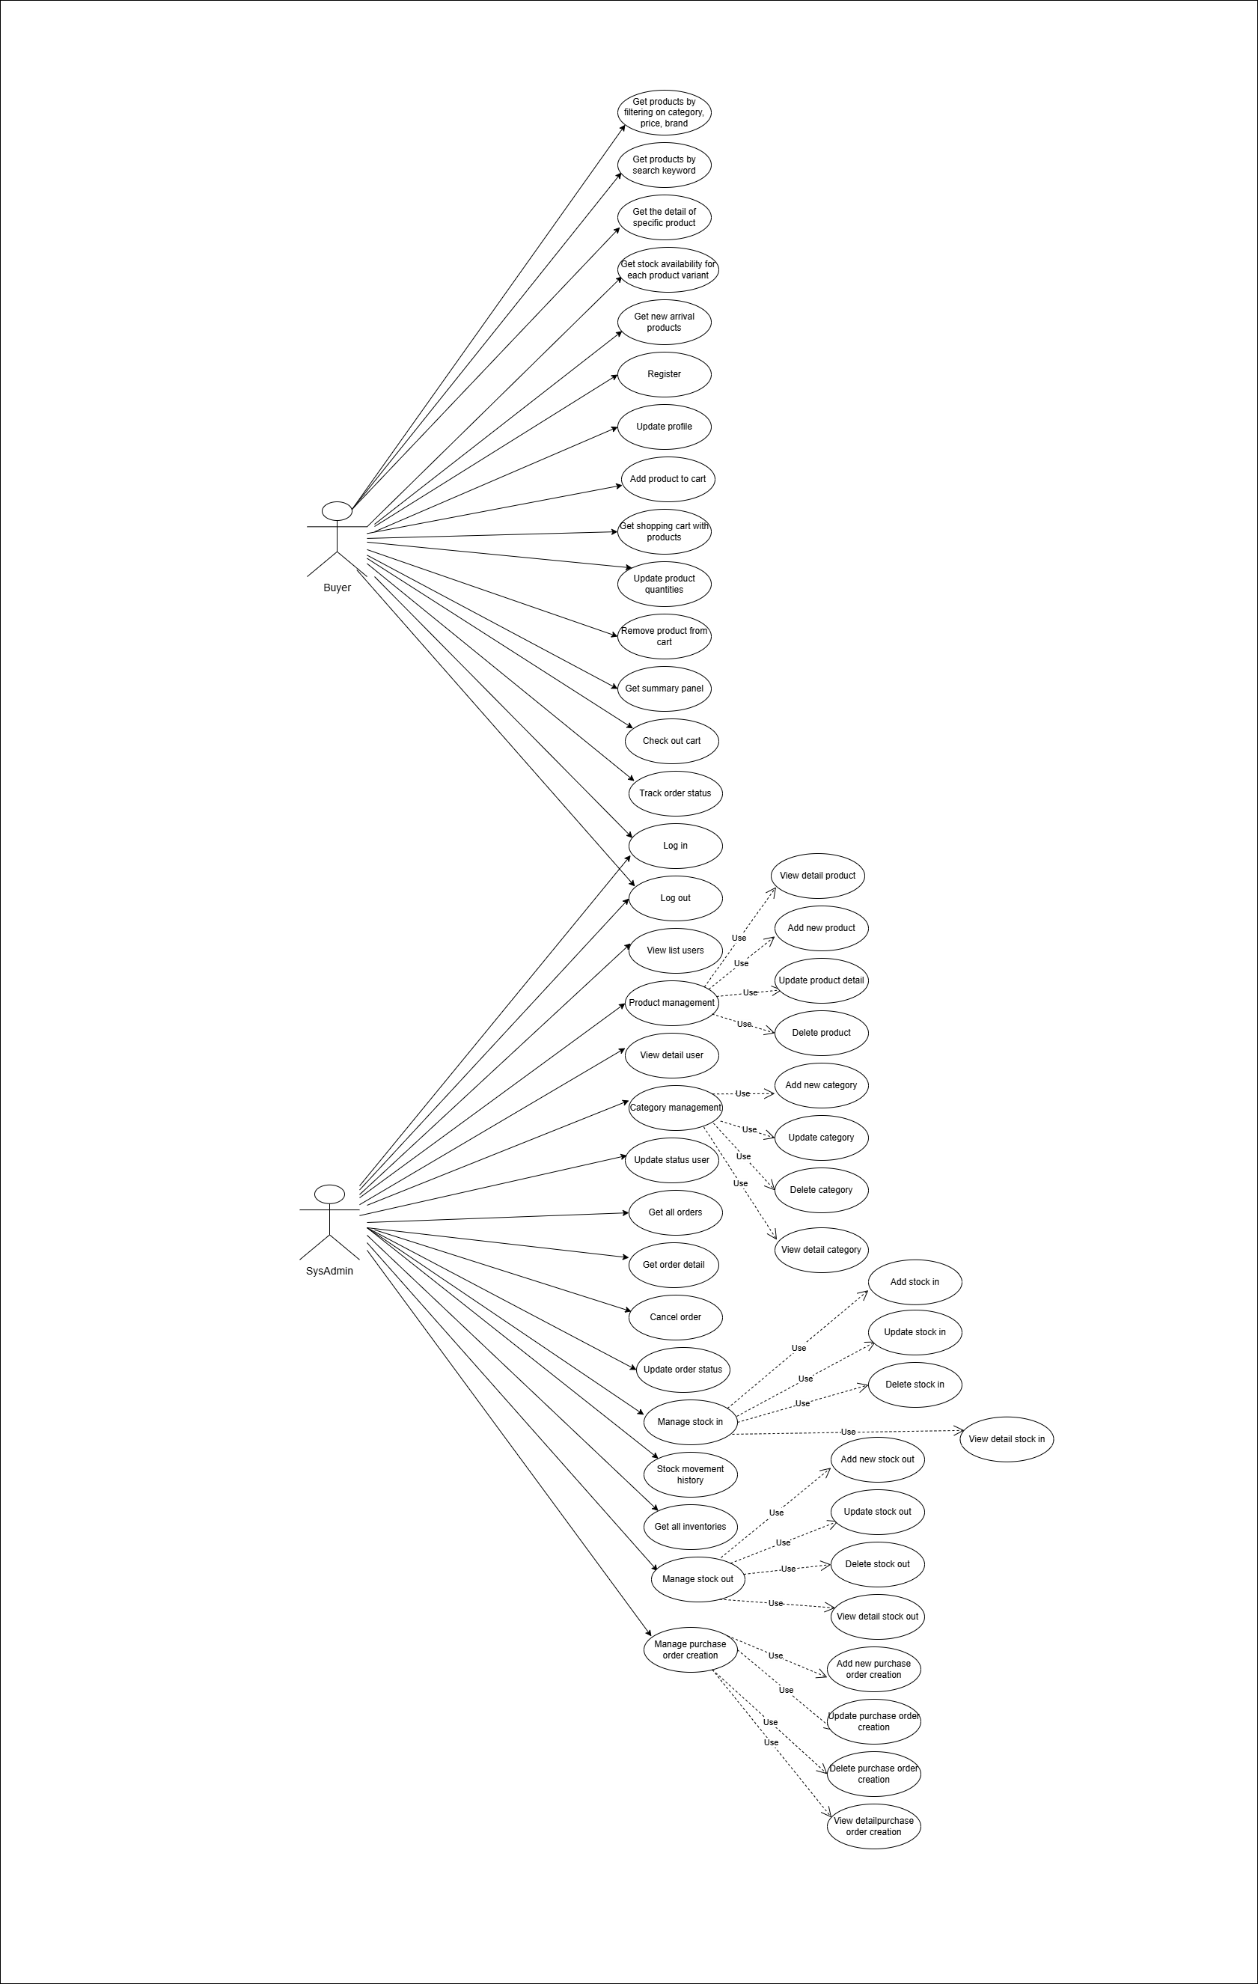 Get products by
filtering on category,
price, brand
Get products by
search keyword
Get the detail of
specific product
Get stock availability for
each product variant
Get new arrival
products
Register
Update profile
Add product to cart
Get shopping cart with
products
Buyer
Update product
quantities
Remove product from
cart
Get summary panel
Check out cart
Track order status
Log in
View detail product
Log out
Add new product
Use
View list users
Use
Update product detail
Use
Product management
Use
Delete product
View detail user
Add new category
Use
Category management
Use
Update category
Use
Update status user
Use
Delete category
Get all orders
View detail category
Get order detail
SysAdmin
Add stock in
Cancel order
Update stock in
Use
Update order status
Use
Delete stock in
Use
Manage stock in
Use
View detail stock in
Add new stock out
Stock movement
history
Use
Update stock out
Get all inventories
Use
Delete stock out
Use
Manage stock out
Use
View detail stock out
Manage purchase
order creation
Use
Add new purchase
order creation
Use
Update purchase order
creation
Use
Use
Delete purchase order
creation
View detailpurchase
order creation